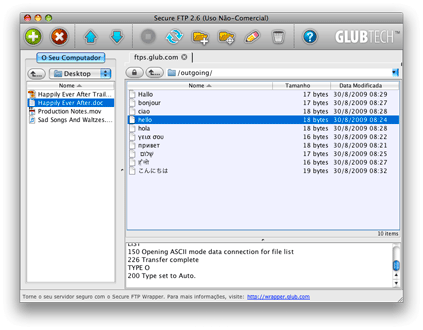 Secure FTP 2.6 (Uso Não-Comercial)
GLUBTECH
O Seu Computador
ftps.glub.com
Desktop
/outgoing/
Nome
Happily Ever After Trail...
Happily Ever After.doc
Production Notes.mov
Sad Songs And Waltzes....
Nome Tamanho Data Modificada
Hallo 17 bytes 30/8/2009 08:29
bonjour 17 bytes 30/8/2009 08:27
ciao 18 bytes 30/8/2009 08:28
hello 18 bytes 30/8/2009 08:24
hola 18 bytes 30/8/2009 08:28
γεια σου 16 bytes 30/8/2009 08:27
привет 18 bytes 30/8/2009 08:31
שלום 16 bytes 30/8/2009 08:27
हैलो 16 bytes 30/8/2009 08:27
こんにちは 19 bytes 30/8/2009 08:32
10 items
LIST
150 Opening ASCII mode data connection for file list
226 Transfer complete
TYPE O
200 Type set to Auto.
Torne o seu servidor seguro com o Secure FTP Wrapper. Para mais informações, visite: http://wrapper.glub.com